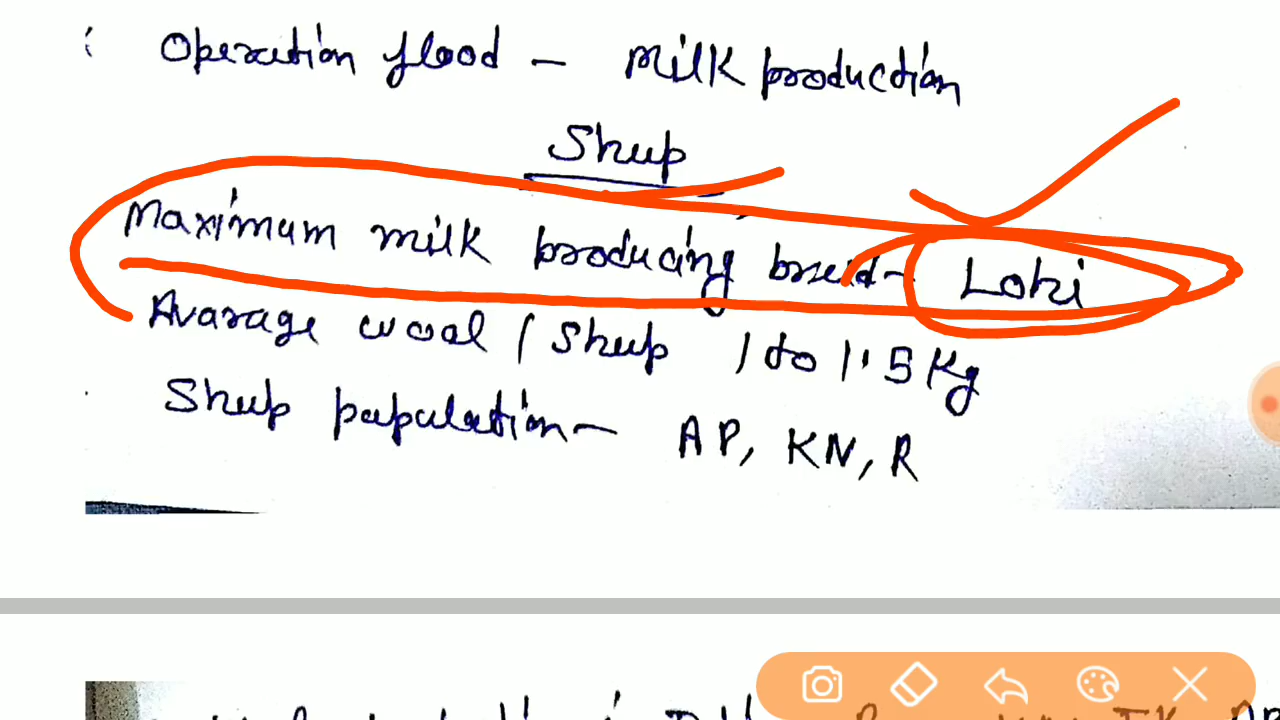 Operation flood - Milk production
Sheep
Maximum milk producing breed - Lohi
Avarage wool / Sheep 1 to 1.5 Kg
Sheep papulation - AP, KN, R